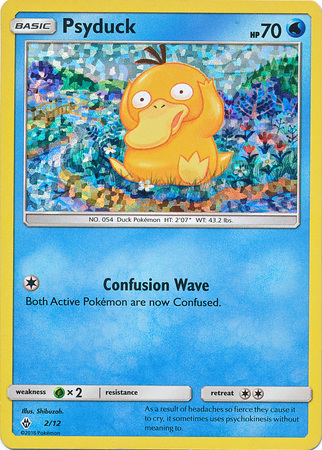 BASIC Psyduck HP 70
NO. 054 Duck Pokémon HT: 2'07" WT: 43.2 lbs.
Confusion Wave
Both Active Pokémon are now Confused.
weakness × 2 resistance retreat
Illus. Shibuzoh.
2/12
©2019 Pokémon
As a result of headaches so fierce they cause it
to cry, it sometimes uses psychokinesis without
meaning to.